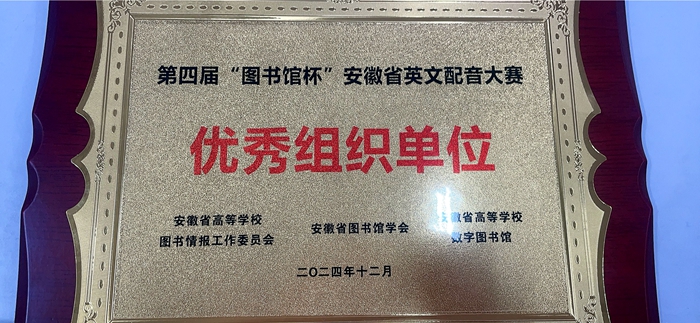 第四届“图书馆杯”安徽省英文配音大赛
优秀组织单位
安徽省高等学校
图书情报工作委员会
安徽省图书馆学会
安徽省高等学校
数字图书馆
二〇二四年十二月